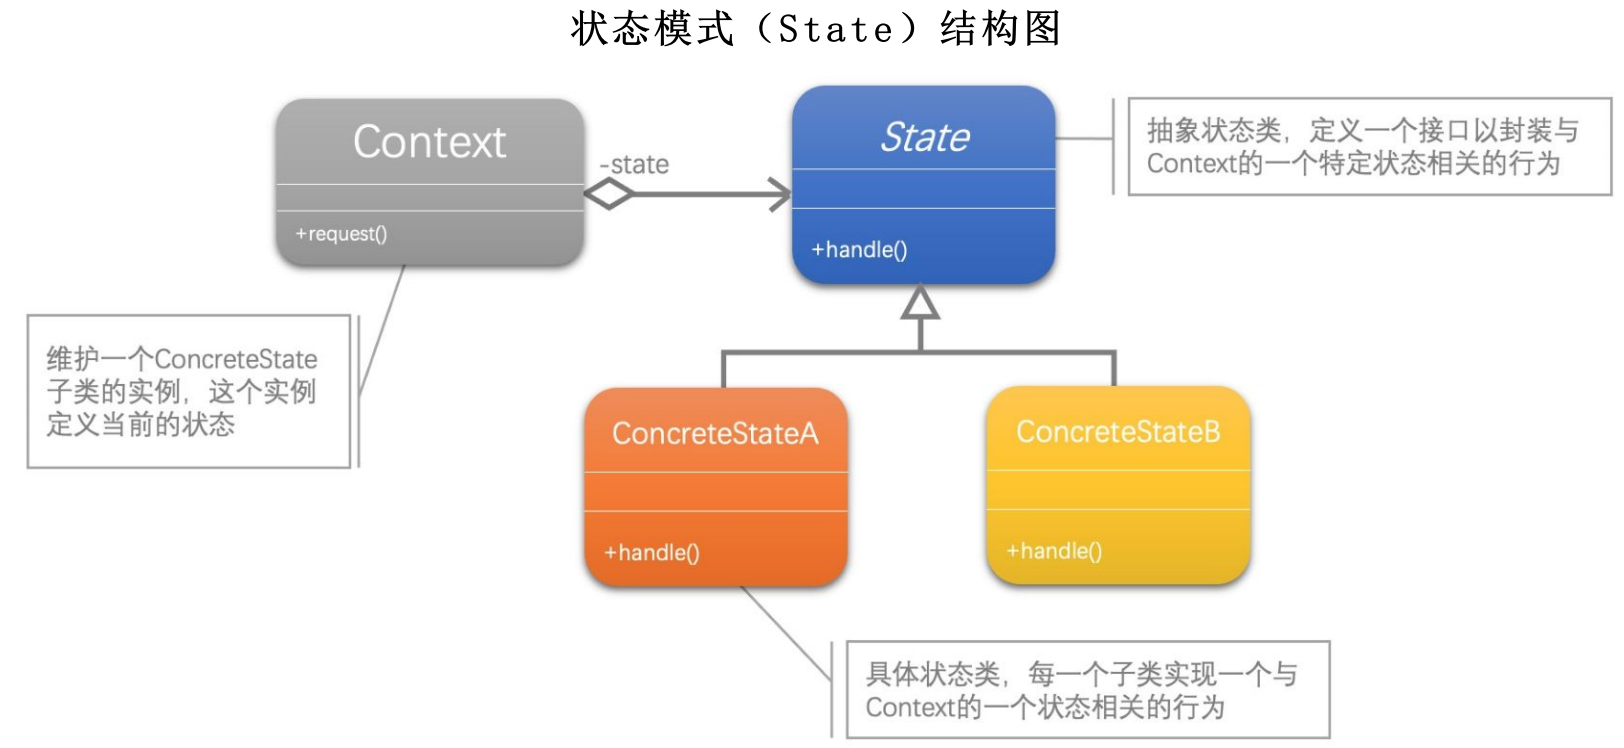 状态模式（State）结构图
Context
+request()
-state
State
+handle()
抽象状态类，定义一个接口以封装与
Context的一个特定状态相关的行为
维护一个ConcreteState
子类的实例，这个实例
定义当前的状态
ConcreteStateA
+handle()
ConcreteStateB
+handle()
具体状态类，每一个子类实现一个与
Context的一个状态相关的行为